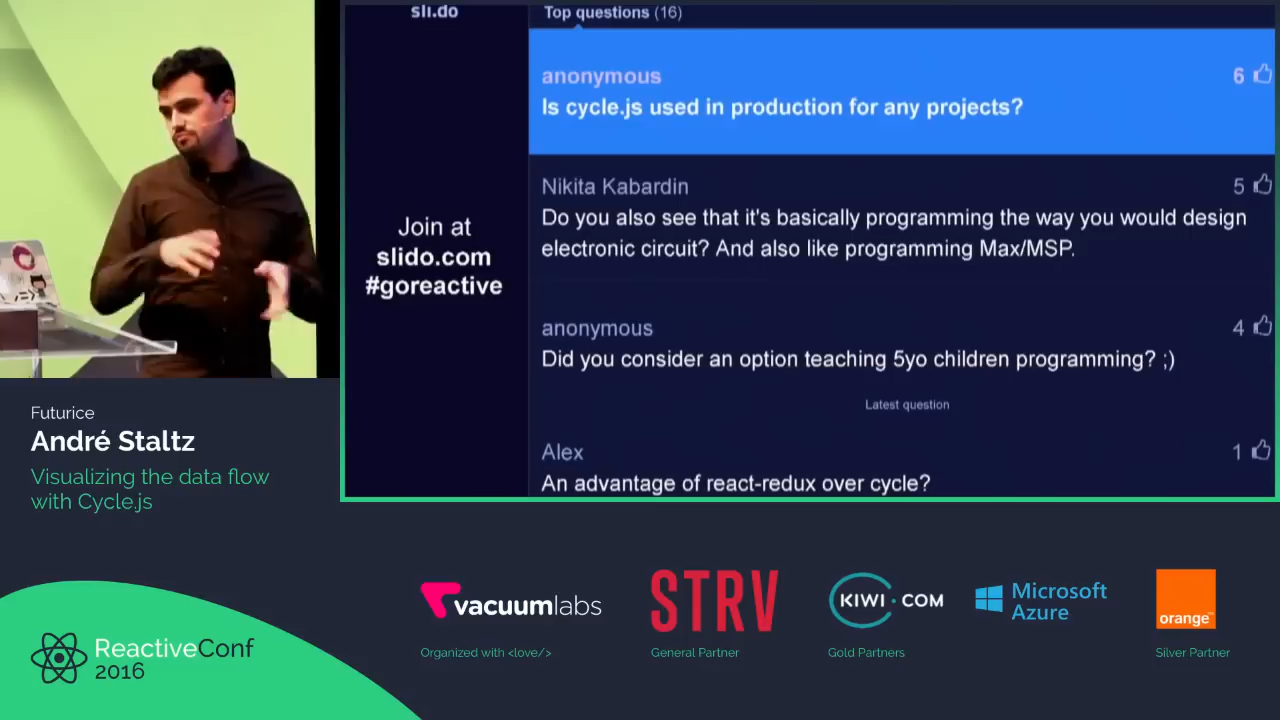 sli.do
Top questions (16)
anonymous
6
Is cycle.js used in production for any projects?
Nikita Kabardin
5
Do you also see that it's basically programming the way you would design
electronic circuit? And also like programming Max/MSP.
Join at
slido.com
#goreactive
anonymous
4
Did you consider an option teaching 5yo children programming? ;)
Latest question
Alex
1
An advantage of react-redux over cycle?
Futurice
André Staltz
Visualizing the data flow
with Cycle.js
vacuumlabs
STRV
KIWI.COM
Microsoft
Azure
orange™
Organized with <love/>
General Partner
Gold Partners
Silver Partner
ReactiveConf
2016